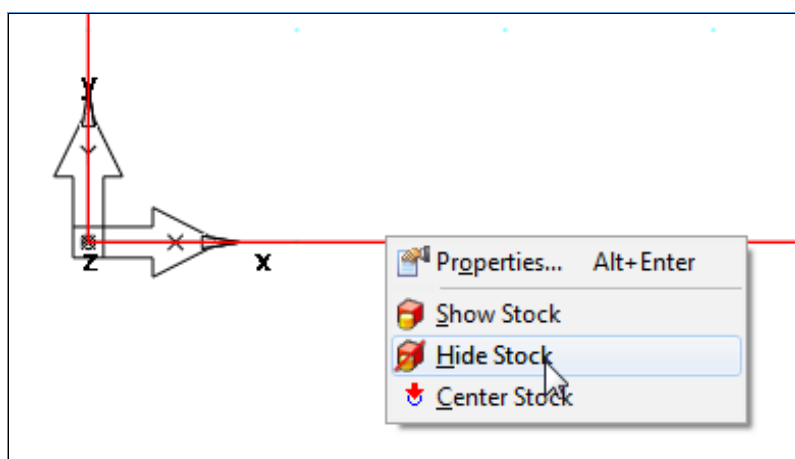 Y
Z X
Properties... Alt+Enter
Show Stock
Hide Stock
Center Stock